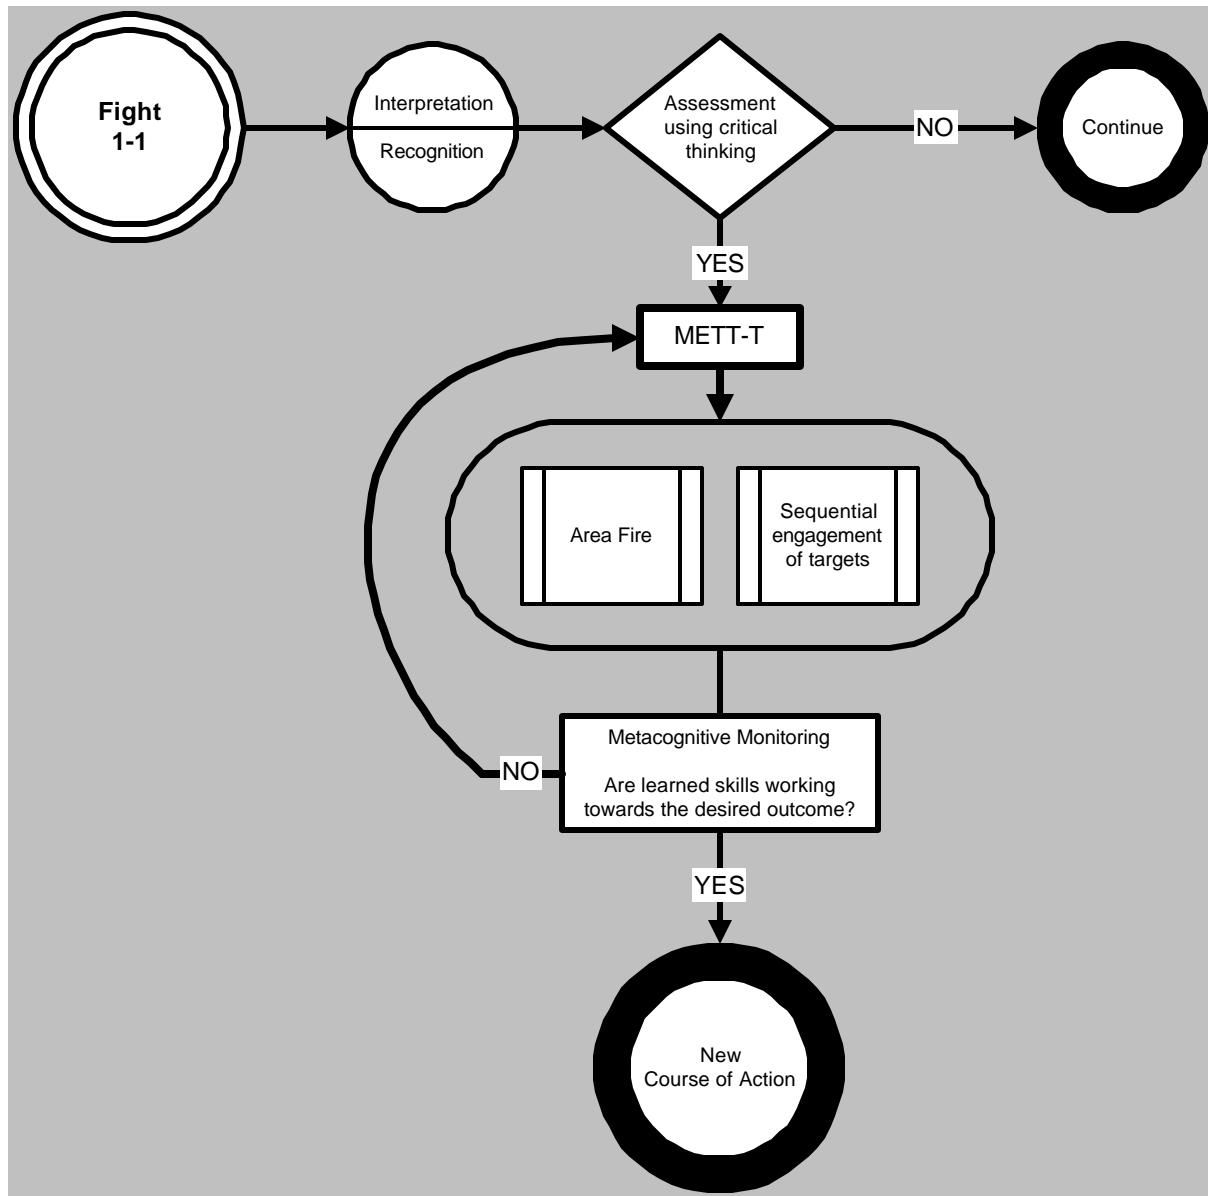 Fight
1-1
Interpretation
Recognition
Assessment
using critical
thinking
NO
Continue
YES
METT-T
Area Fire
Sequential
engagement
of targets
Metacognitive Monitoring
Are learned skills working
towards the desired outcome?
NO
YES
New
Course of Action